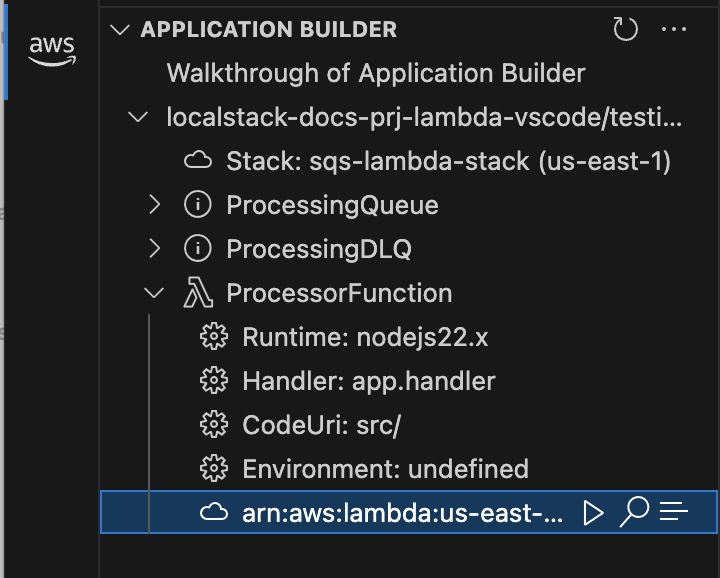 aws
APPLICATION BUILDER
Walkthrough of Application Builder
localstack-docs-prj-lambda-vscode/testi...
Stack: sqs-lambda-stack (us-east-1)
ProcessingQueue
ProcessingDLQ
ProcessorFunction
Runtime: nodejs22.x
Handler: app.handler
CodeUri: src/
Environment: undefined
arn:aws:lambda:us-east-...